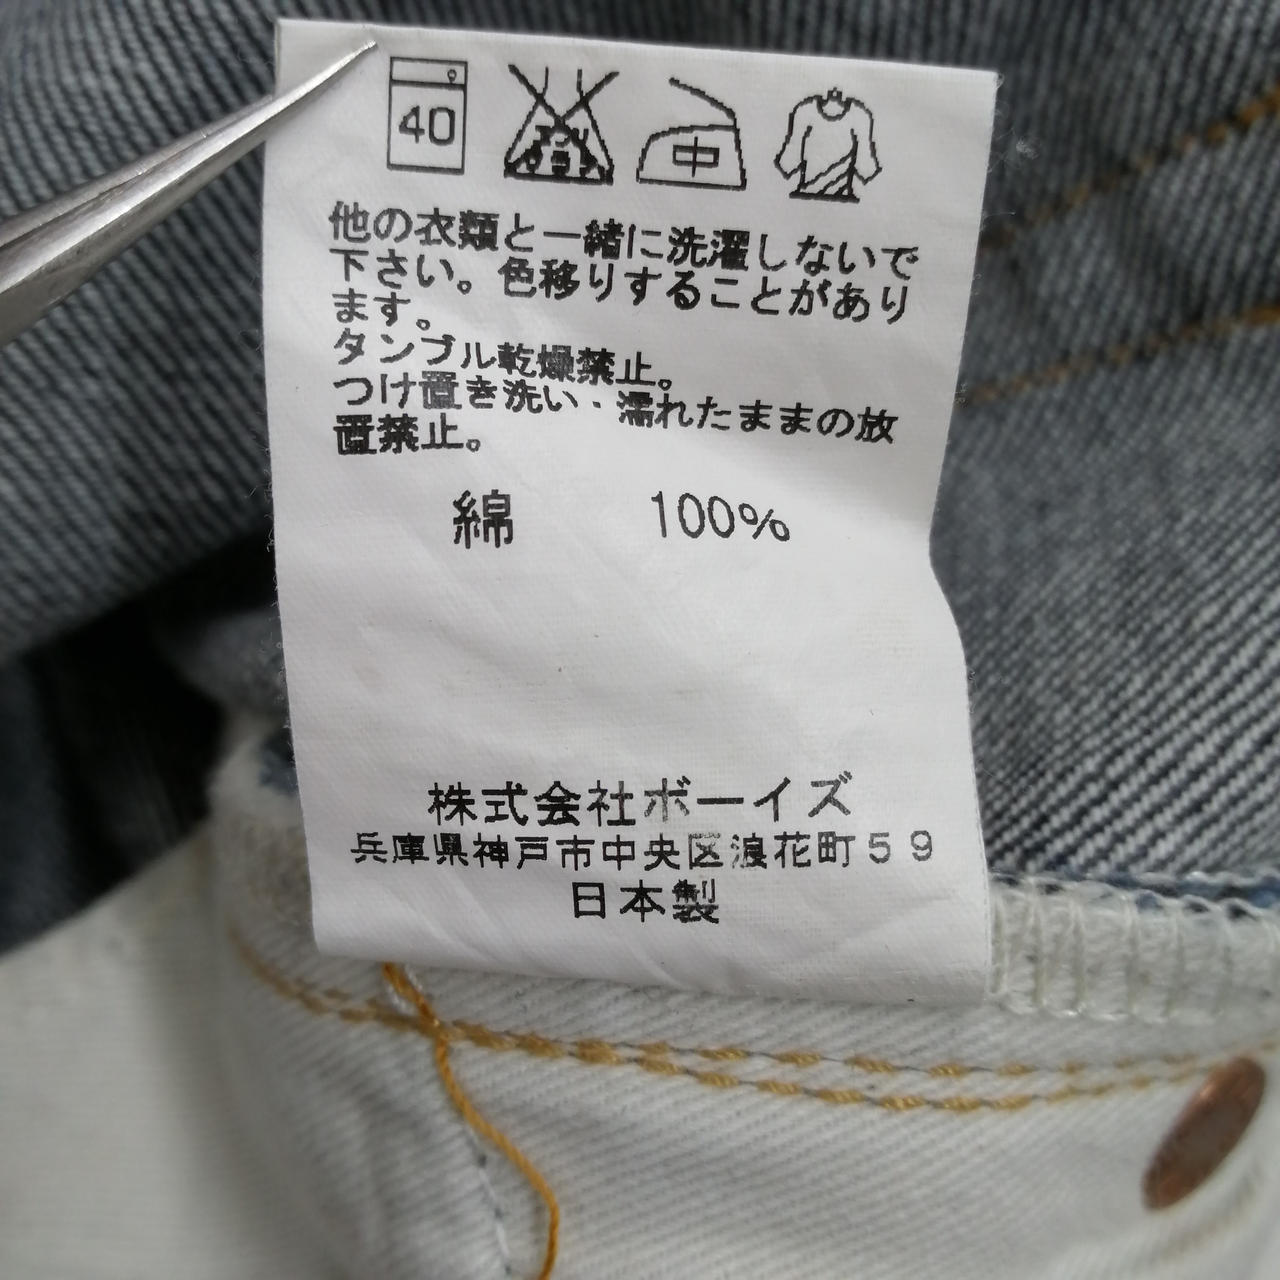 40
中
他の衣類と一緒に洗濯しないで
下さい。色移りすることがあり
ます。
タンブル乾燥禁止。
つけ置き洗い・濡れたままの放
置禁止。
綿 100%
株式会社ボーイズ
兵庫県神戸市中央区浪花町59
日本製